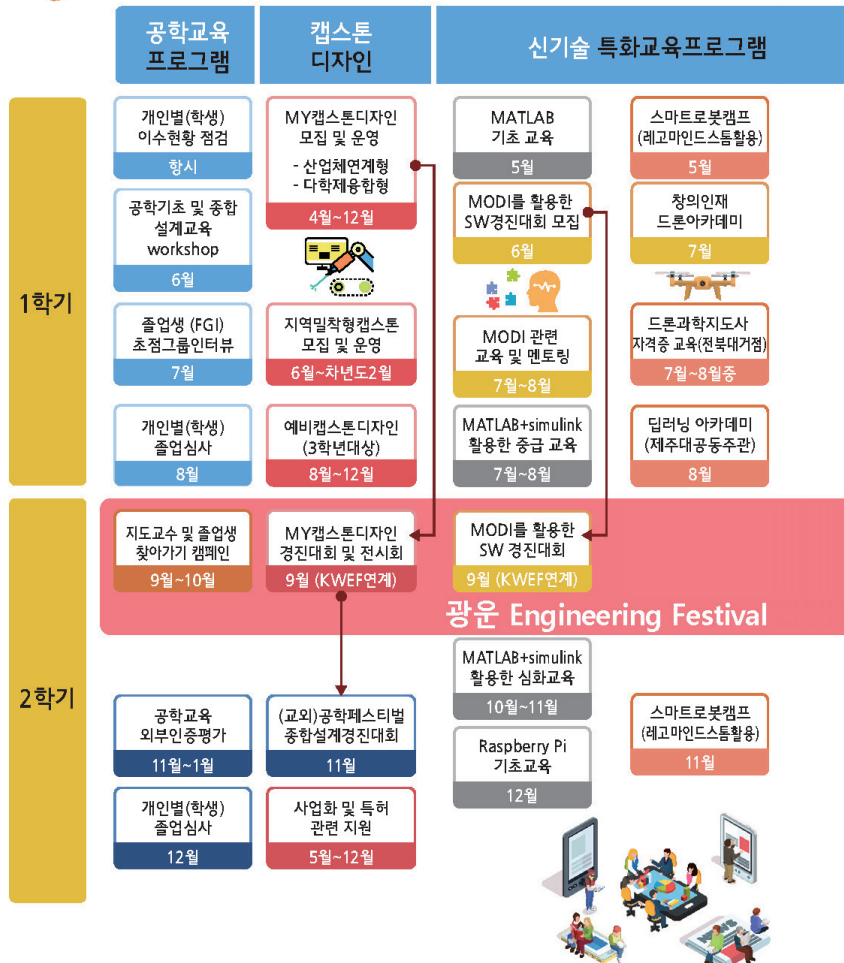 공학교육
프로그램
캡스톤
디자인
신기술 특화교육프로그램
1학기
개인별(학생)
이수현황 점검
항시
공학기초 및 종합
설계교육
workshop
6월
졸업생 (FGI)
초점그룹인터뷰
7월
개인별(학생)
졸업심사
8월
MY캡스톤디자인
모집 및 운영
- 산업체연계형
- 다학제융합형
4월~12월
지역밀착형캡스톤
모집 및 운영
6월~차년도2월
예비캡스톤디자인
(3학년대상)
8월~12월
MATLAB
기초 교육
5월
MODI를 활용한
SW경진대회 모집
6월
MODI 관련
교육 및 멘토링
7월~8월
MATLAB+simulink
활용한 중급 교육
7월~8월
스마트로봇캠프
(레고마인드스톰활용)
5월
창의인재
드론아카데미
7월
드론과학지도사
자격증 교육(전북대거점)
7월~8월중
딥러닝 아카데미
(제주대공동주관)
8월
2학기
지도교수 및 졸업생
찾아가기 캠페인
9월~10월
MY캡스톤디자인
경진대회 및 전시회
9월 (KWEF연계)
MODI를 활용한
SW 경진대회
9월 (KWEF연계)
광운 Engineering Festival
공학교육
외부인증평가
11월~1월
개인별(학생)
졸업심사
12월
(교외)공학페스티벌
종합설계경진대회
11월
사업화 및 특허
관련 지원
5월~12월
MATLAB+simulink
활용한 심화교육
10월~11월
Raspberry Pi
기초교육
12월
스마트로봇캠프
(레고마인드스톰활용)
11월